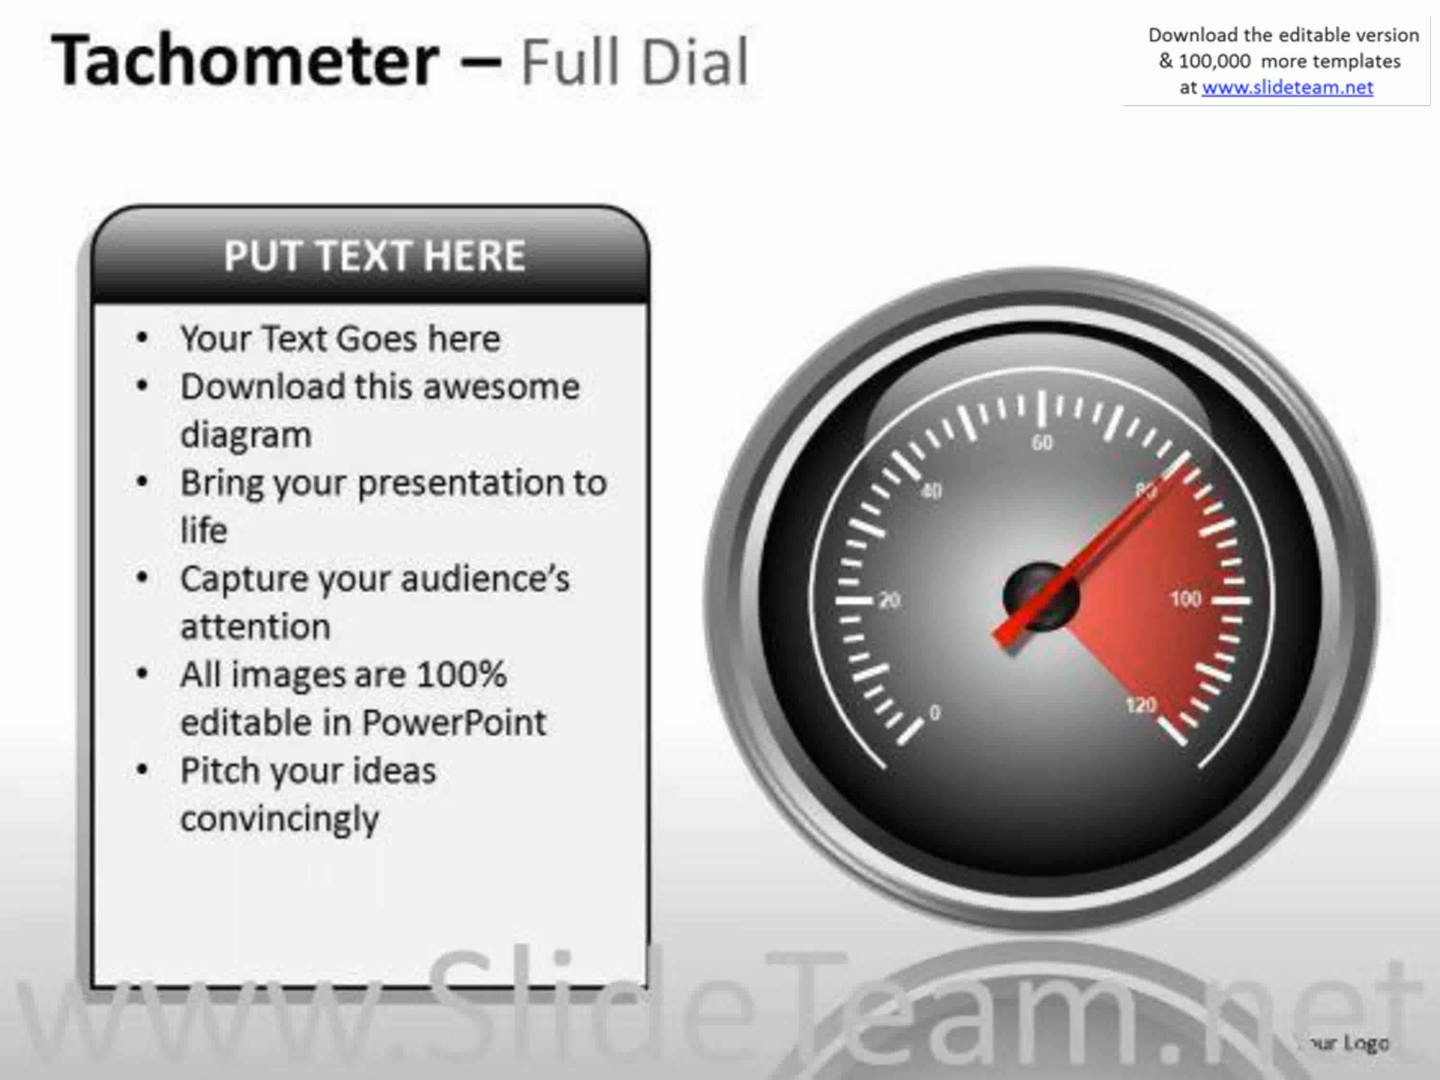 Tachometer – Full Dial
Download the editable version
& 100,000 more templates
at www.slideteam.net
PUT TEXT HERE
• Your Text Goes here
• Download this awesome
diagram
• Bring your presentation to
life
• Capture your audience’s
attention
• All images are 100%
editable in PowerPoint
• Pitch your ideas
convincingly
60
40
80
20
100
0
120
www.SlideTeam.net
Your Logo